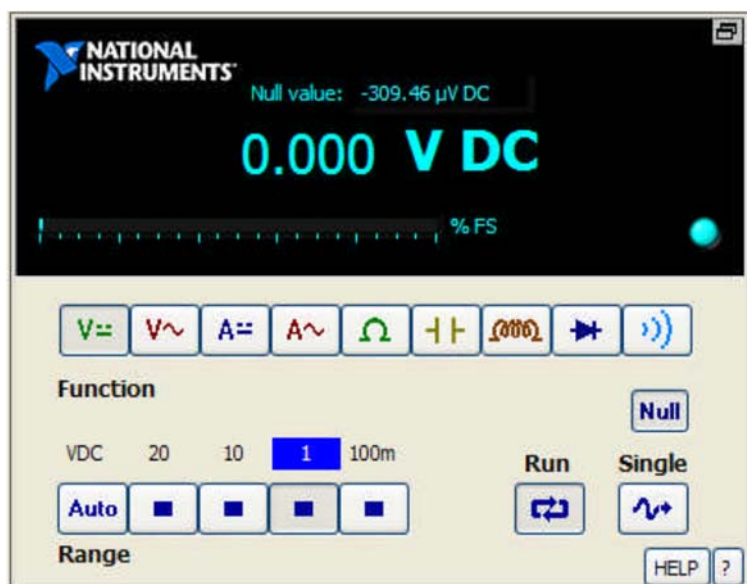 NATIONAL
INSTRUMENTS
Null value: -309.46 µV DC
0.000 V DC
% FS
V V A A Ω
Function
Null
VDC 20 10 1 100m
Run Single
Auto
Range
HELP ?